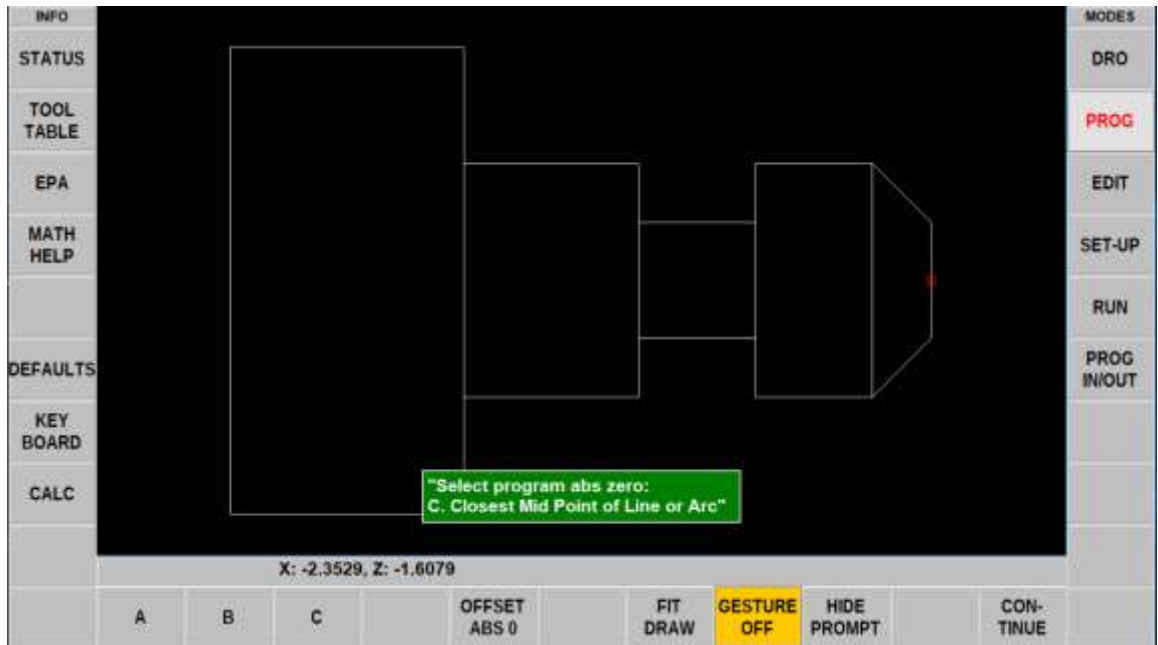 INFO
STATUS
TOOL
TABLE
EPA
MATH
HELP
DEFAULTS
KEY
BOARD
CALC
"Select program abs zero:
C. Closest Mid Point of Line or Arc"
X: -2.3529, Z: -1.6079
A
B
C
OFFSET
ABS 0
FIT
DRAW
GESTURE
OFF
HIDE
PROMPT
CON-
TINUE
MODES
DRO
PROG
EDIT
SET-UP
RUN
PROG
IN/OUT